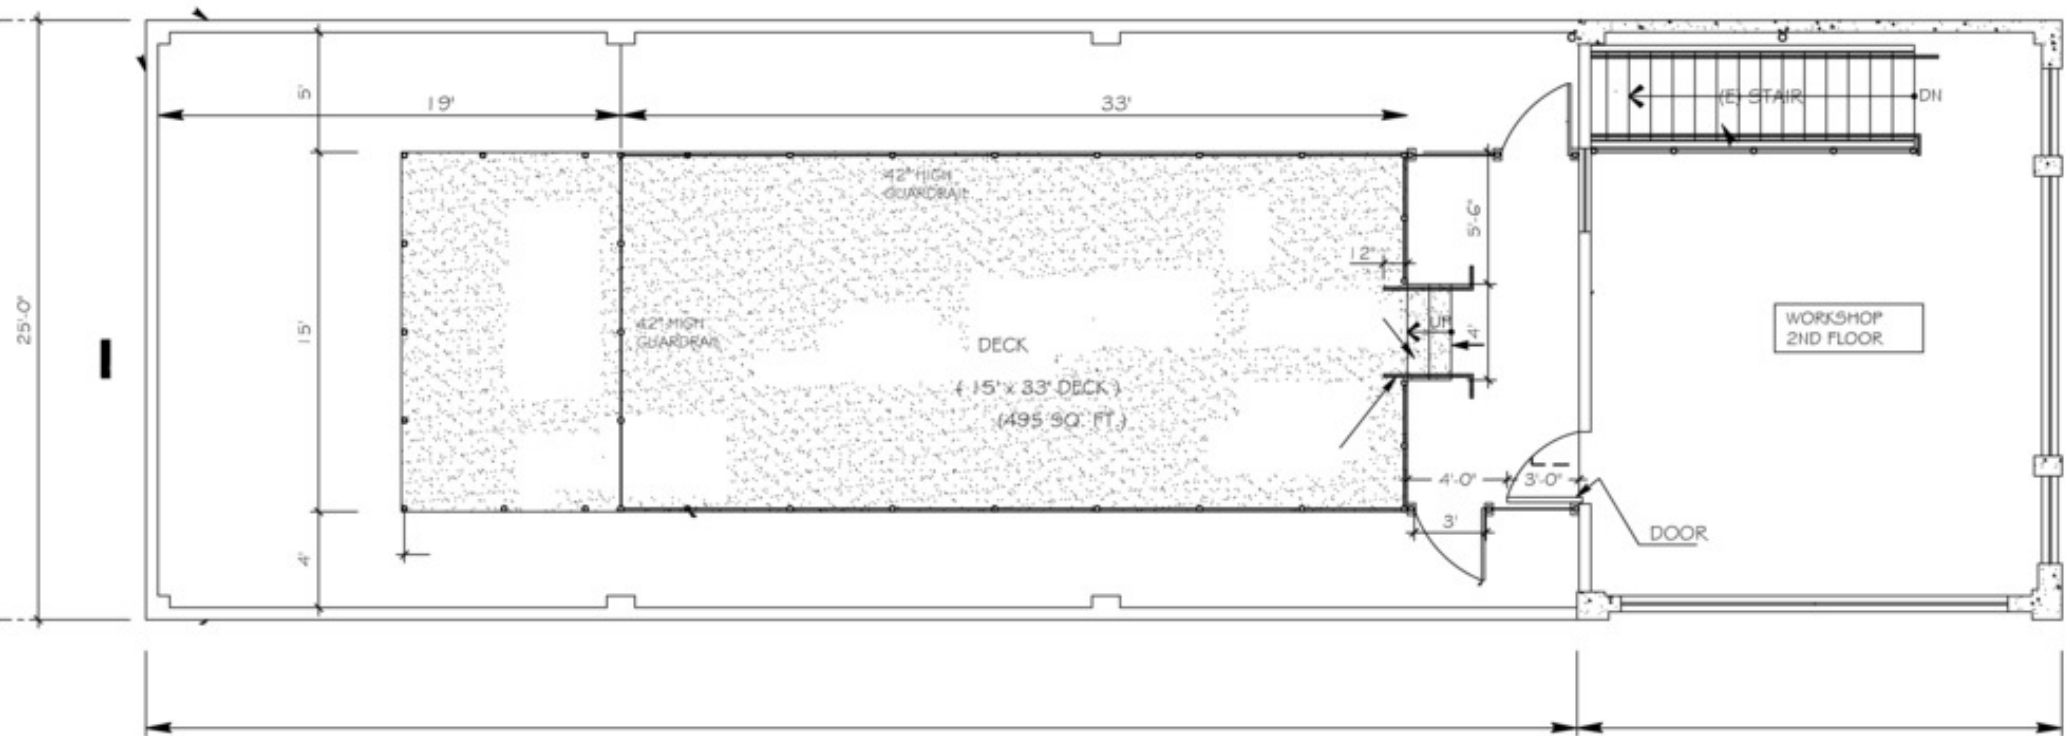 5'
19'
33'
(E) STAIR
DN
42" HIGH
GUARDRAIL
5'-6"
12"
25'-0"
15'
42" HIGH
GUARDRAIL
DECK
UP
4'
WORKSHOP
2ND FLOOR
( 15' x 33' DECK )
(495 SQ. FT.)
4'-0"
3'-0"
3'
DOOR
4'